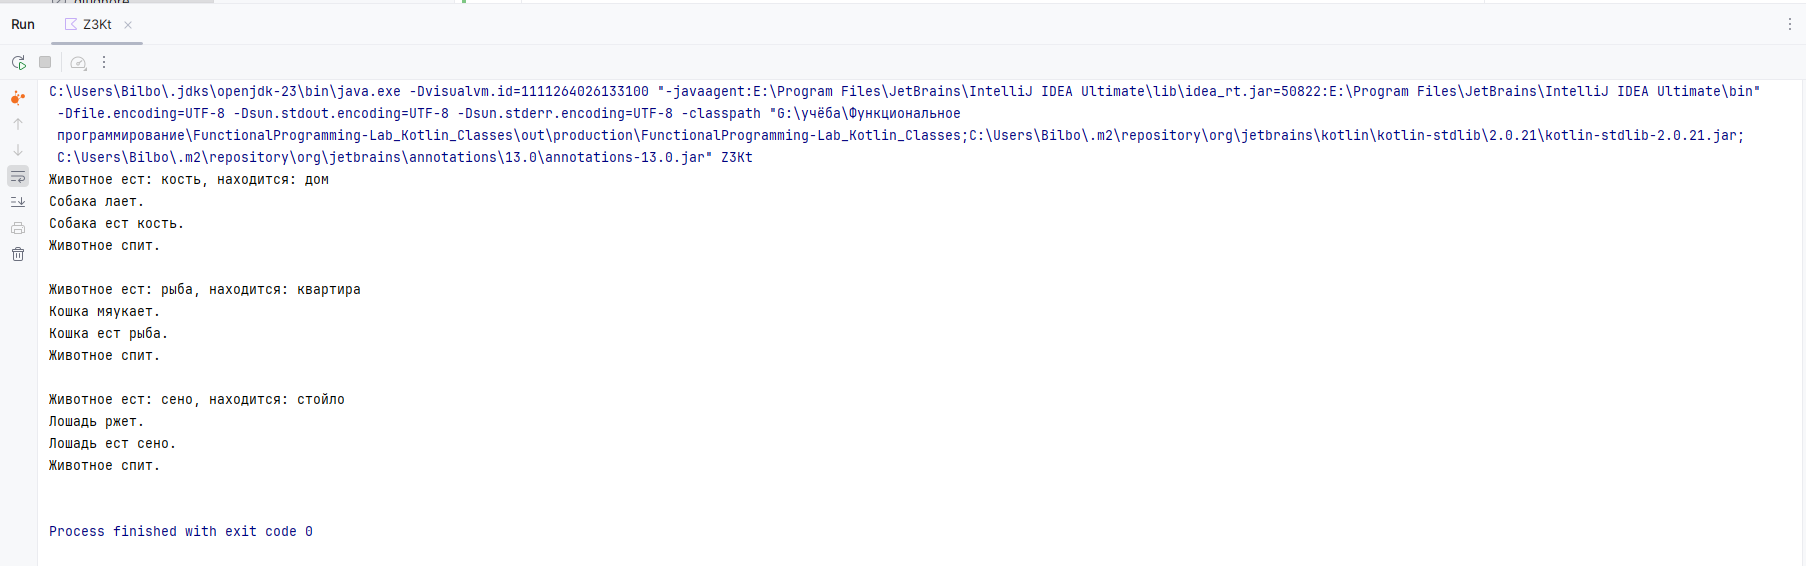 Run Z3Kt
C:\Users\Bilbo\.jdks\openjdk-23\bin\java.exe -Dvisualvm.id=1111264026133100 "-javaagent:E:\Program Files\JetBrains\IntelliJ IDEA Ultimate\lib\idea_rt.jar=50822:E:\Program Files\JetBrains\IntelliJ IDEA Ultimate\bin"
-Dfile.encoding=UTF-8 -Dsun.stdout.encoding=UTF-8 -Dsun.stderr.encoding=UTF-8 -classpath "G:\учёба\Функциональное
программирование\FunctionalProgramming-Lab_Kotlin_Classes\out\production\FunctionalProgramming-Lab_Kotlin_Classes;C:\Users\Bilbo\.m2\repository\org\jetbrains\kotlin\kotlin-stdlib\2.0.21\kotlin-stdlib-2.0.21.jar;
C:\Users\Bilbo\.m2\repository\org\jetbrains\annotations\13.0\annotations-13.0.jar" Z3Kt
Животное ест: кость, находится: дом
Собака лает.
Собака ест кость.
Животное спит.
Животное ест: рыба, находится: квартира
Кошка мяукает.
Кошка ест рыба.
Животное спит.
Животное ест: сено, находится: стойло
Лошадь ржет.
Лошадь ест сено.
Животное спит.
Process finished with exit code 0